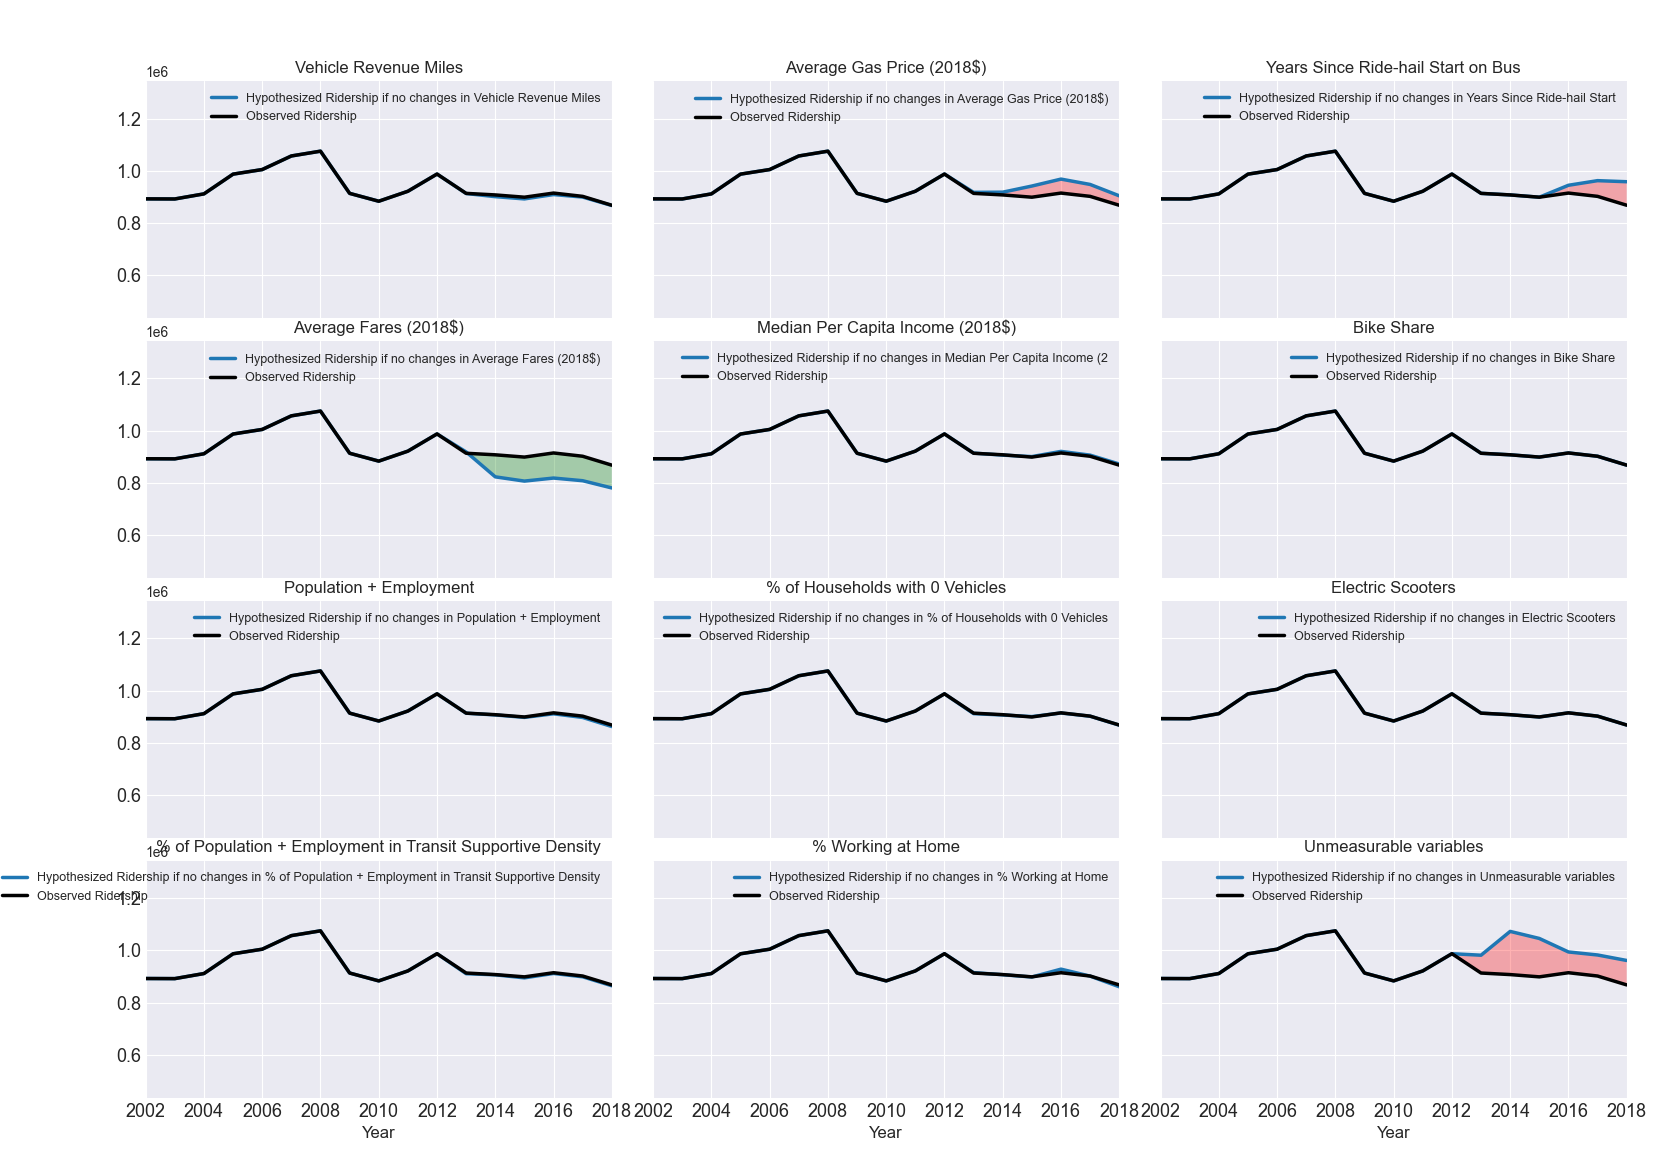 Vehicle Revenue Miles
1e6
Hypothesized Ridership if no changes in Vehicle Revenue Miles
Observed Ridership
1.2
1.0
0.8
0.6
Average Gas Price (2018$)
Hypothesized Ridership if no changes in Average Gas Price (2018$)
Observed Ridership
Years Since Ride-hail Start on Bus
Hypothesized Ridership if no changes in Years Since Ride-hail Start
Observed Ridership
Average Fares (2018$)
1e6
Hypothesized Ridership if no changes in Average Fares (2018$)
Observed Ridership
1.2
1.0
0.8
0.6
Median Per Capita Income (2018$)
Hypothesized Ridership if no changes in Median Per Capita Income (2
Observed Ridership
Bike Share
Hypothesized Ridership if no changes in Bike Share
Observed Ridership
Population + Employment
1e6
Hypothesized Ridership if no changes in Population + Employment
Observed Ridership
1.2
1.0
0.8
0.6
% of Households with 0 Vehicles
Hypothesized Ridership if no changes in % of Households with 0 Vehicles
Observed Ridership
Electric Scooters
Hypothesized Ridership if no changes in Electric Scooters
Observed Ridership
% of Population + Employment in Transit Supportive Density
1e6
Hypothesized Ridership if no changes in % of Population + Employment in Transit Supportive Density
Observed Ridership
1.2
1.0
0.8
0.6
2002 2004 2006 2008 2010 2012 2014 2016 2018
Year
% Working at Home
Hypothesized Ridership if no changes in % Working at Home
Observed Ridership
2002 2004 2006 2008 2010 2012 2014 2016 2018
Year
Unmeasurable variables
Hypothesized Ridership if no changes in Unmeasurable variables
Observed Ridership
2002 2004 2006 2008 2010 2012 2014 2016 2018
Year